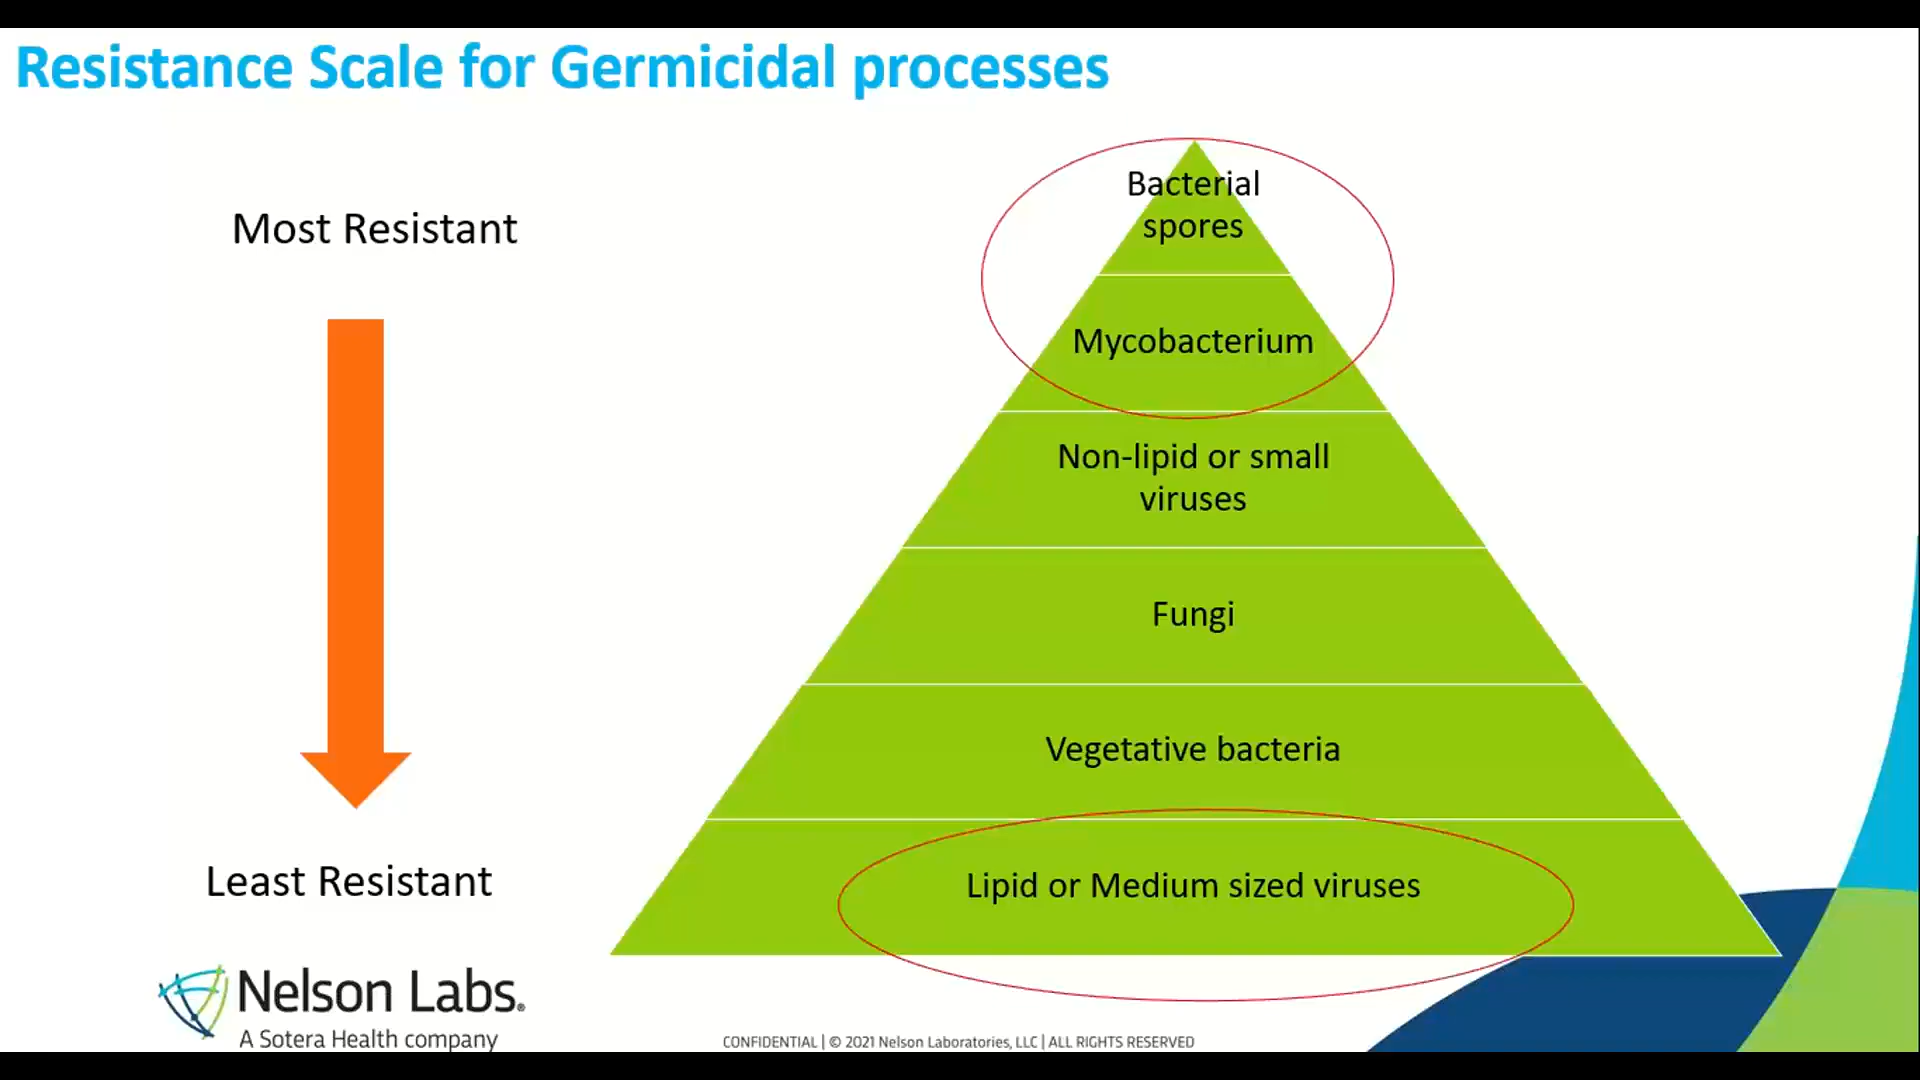 Resistance Scale for Germicidal processes
Most Resistant
Least Resistant
Bacterial
spores
Mycobacterium
Non-lipid or small
viruses
Fungi
Vegetative bacteria
Lipid or Medium sized viruses
Nelson Labs®
A Sotera Health company
CONFIDENTIAL | © 2021 Nelson Laboratories, LLC | ALL RIGHTS RESERVED